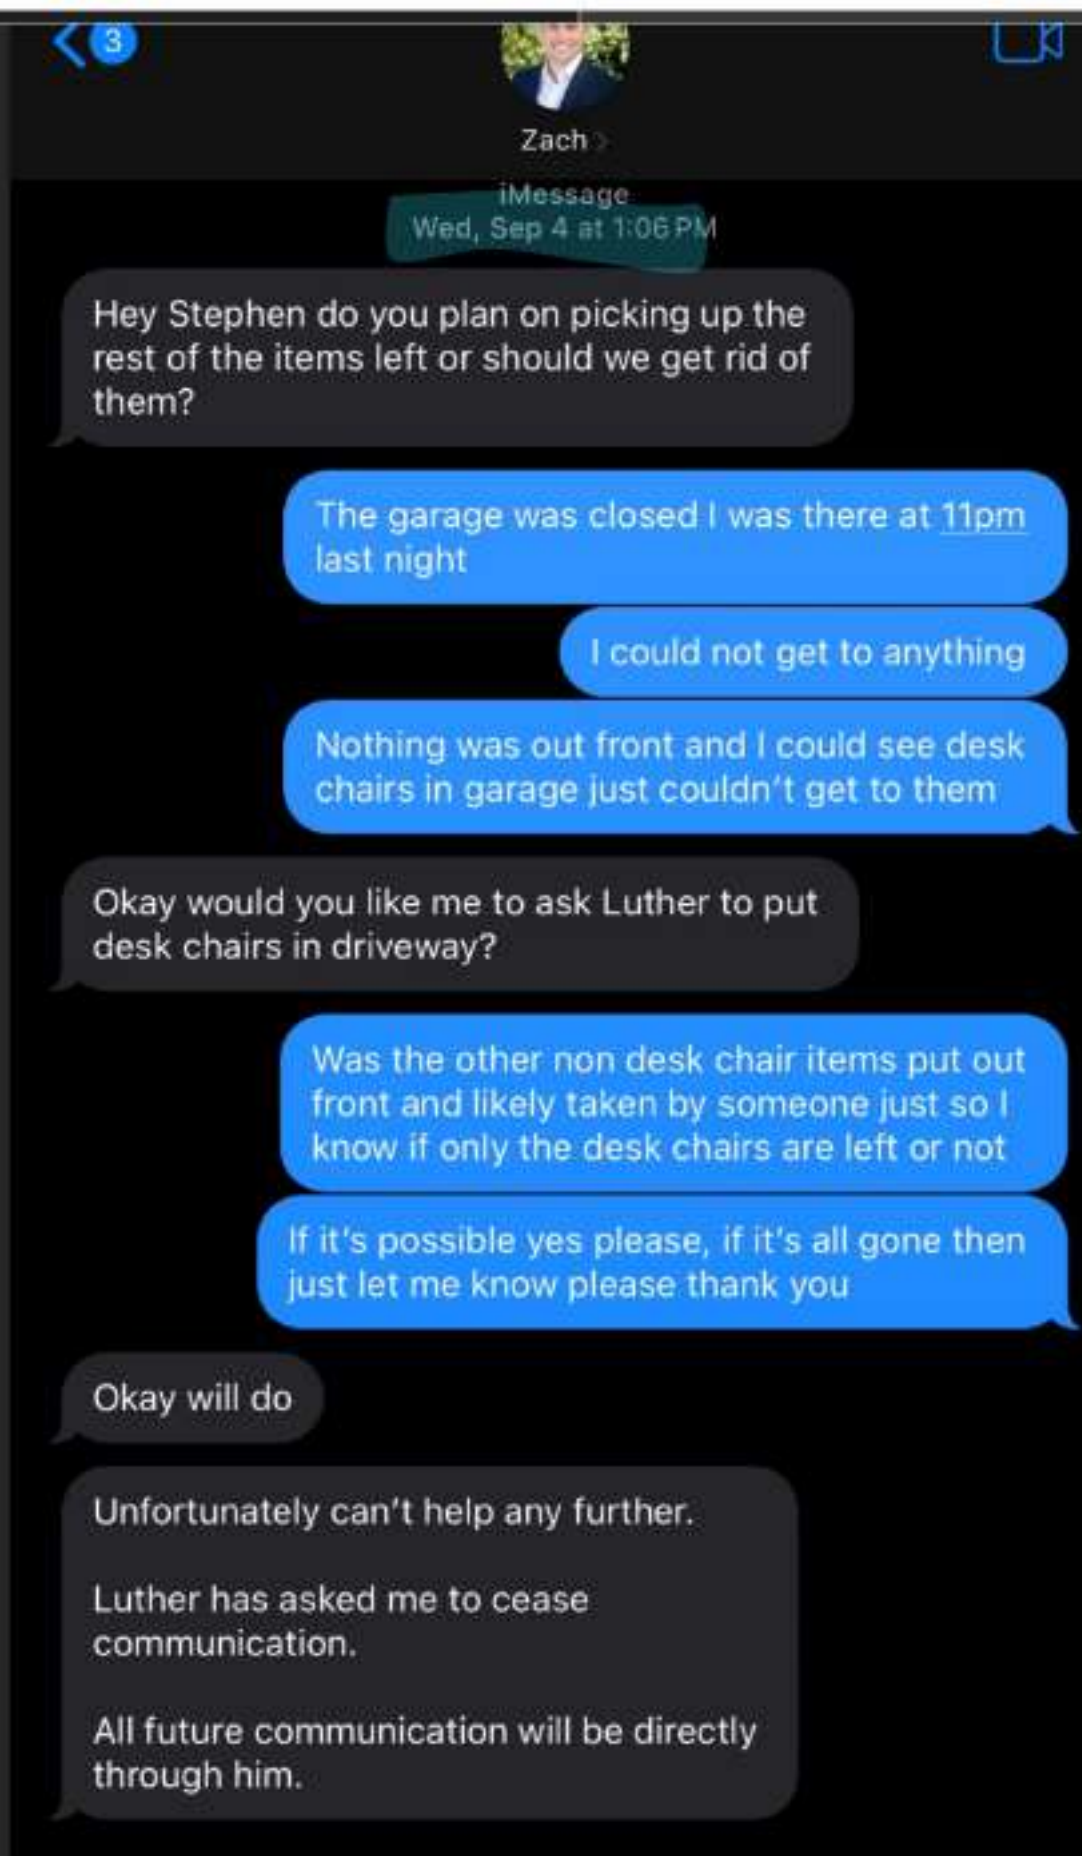 3
Zach
iMessage
Wed, Sep 4 at 1:06 PM
Hey Stephen do you plan on picking up the
rest of the items left or should we get rid of
them?
The garage was closed I was there at 11pm
last night
I could not get to anything
Nothing was out front and I could see desk
chairs in garage just couldn't get to them
Okay would you like me to ask Luther to put
desk chairs in driveway?
Was the other non desk chair items put out
front and likely taken by someone just so I
know if only the desk chairs are left or not
If it's possible yes please, if it's all gone then
just let me know please thank you
Okay will do
Unfortunately can't help any further.
Luther has asked me to cease
communication.
All future communication will be directly
through him.